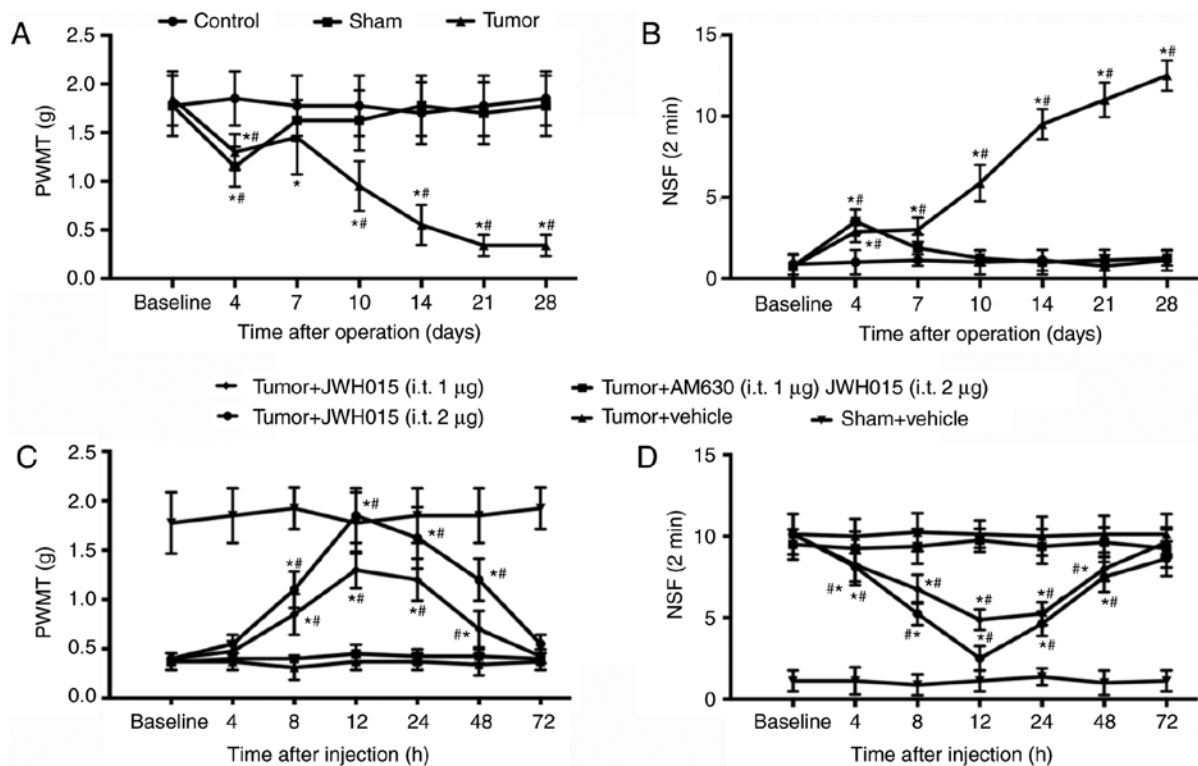 A
Control Sham Tumor
PWMT (g)
2.5
2.0
1.5
1.0
0.5
0.0
*#
*#
*
*#
*#
*#
*#
Baseline 4 7 10 14 21 28
Time after operation (days)
B
NSF (2 min)
15
10
5
0
*#
*#
*#
*#
*#
*#
*#
Baseline 4 7 10 14 21 28
Time after operation (days)
Tumor+JWH015 (i.t. 1 µg) Tumor+AM630 (i.t. 1 µg) JWH015 (i.t. 2 µg)
Tumor+JWH015 (i.t. 2 µg) Tumor+vehicle Sham+vehicle
C
PWMT (g)
2.5
2.0
1.5
1.0
0.5
0.0
*#
*#
*#
*#
*#
*#
*#
#*
Baseline 4 8 12 24 48 72
Time after injection (h)
D
NSF (2 min)
15
10
5
0
#*
*#
*#
#*
*#
*#
*#
*#
#*
*#
Baseline 4 8 12 24 48 72
Time after injection (h)